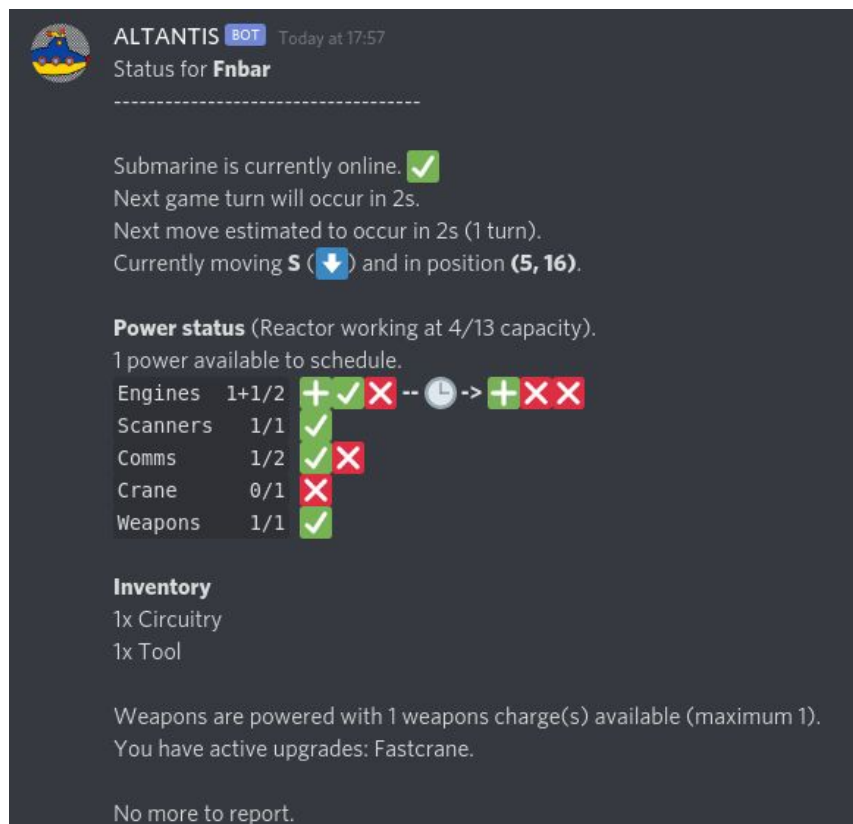 ALTANTIS BOT Today at 17:57
Status for Fnbar
------------------------------------
Submarine is currently online. ✅
Next game turn will occur in 2s.
Next move estimated to occur in 2s (1 turn).
Currently moving S (⬇️) and in position (5, 16).
Power status (Reactor working at 4/13 capacity).
1 power available to schedule.
Engines 1+1/2 ➕✅❌ -- 🕒 -> ➕❌❌
Scanners 1/1 ✅
Comms 1/2 ✅❌
Crane 0/1 ❌
Weapons 1/1 ✅
Inventory
1x Circuitry
1x Tool
Weapons are powered with 1 weapons charge(s) available (maximum 1).
You have active upgrades: Fastcrane.
No more to report.